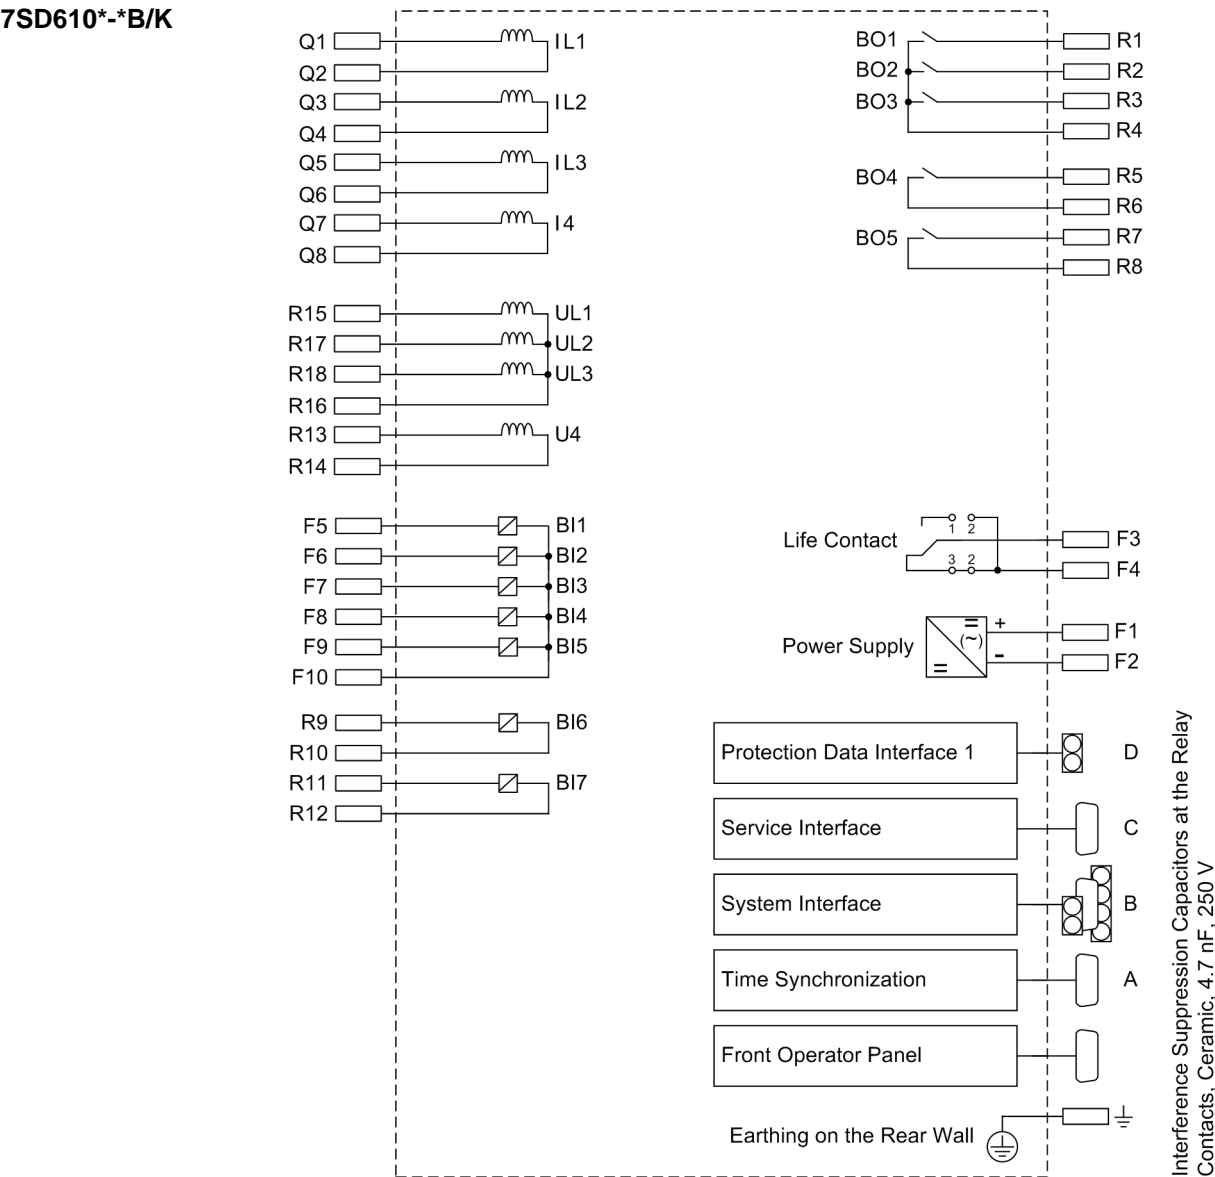 7SD610*-*B/K
Q1 IL1
Q2
Q3 IL2
Q4
Q5 IL3
Q6
Q7 I4
Q8
R15 UL1
R17 UL2
R18 UL3
R16
R13 U4
R14
F5 BI1
F6 BI2
F7 BI3
F8 BI4
F9 BI5
F10
R9 BI6
R10
R11 BI7
R12
BO1 R1
BO2 R2
BO3 R3
R4
BO4 R5
R6
BO5 R7
R8
1 2
Life Contact F3
3 2
F4
= + F1
(~)
Power Supply
= - F2
Protection Data Interface 1 D
Service Interface C
System Interface B
Time Synchronization A
Front Operator Panel
Earthing on the Rear Wall
Interference Suppression Capacitors at the Relay
Contacts, Ceramic, 4.7 nF, 250 V